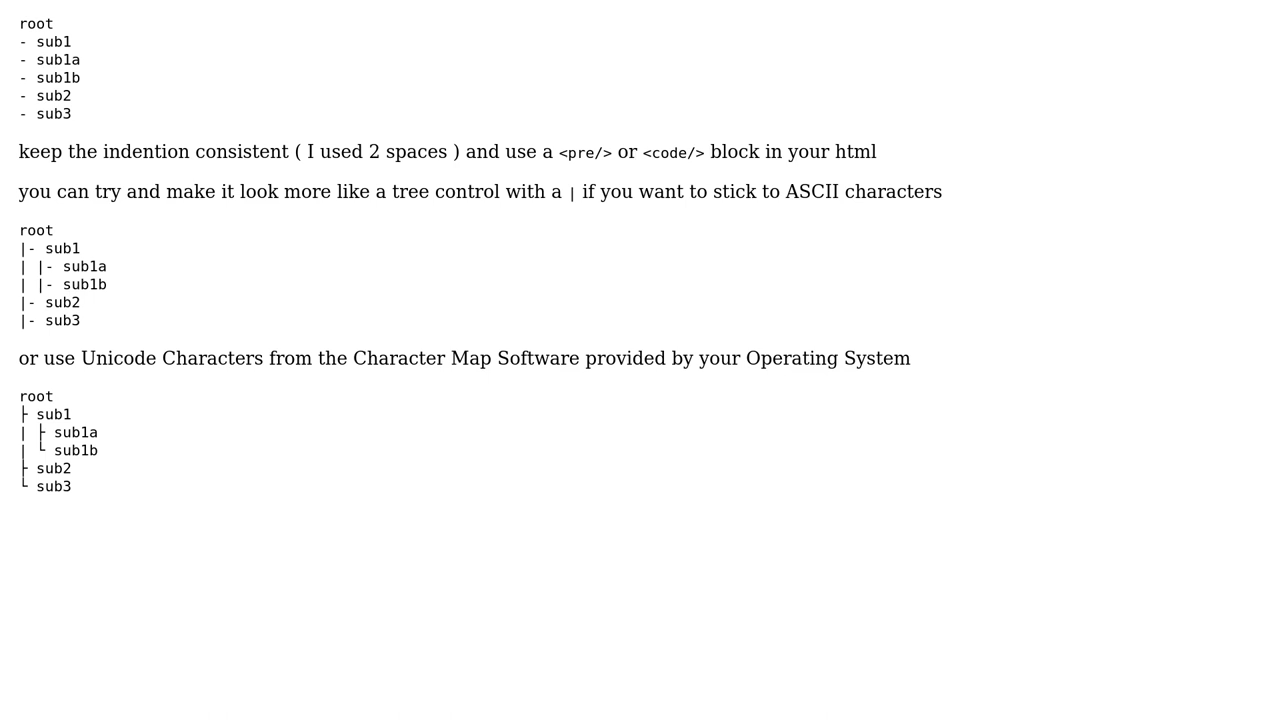 root
- sub1
- sub1a
- sub1b
- sub2
- sub3
keep the indention consistent ( I used 2 spaces ) and use a <pre/> or <code/> block in your html
you can try and make it look more like a tree control with a | if you want to stick to ASCII characters
root
|- sub1
| |- sub1a
| |- sub1b
|- sub2
|- sub3
or use Unicode Characters from the Character Map Software provided by your Operating System
root
├ sub1
| ├ sub1a
| └ sub1b
├ sub2
└ sub3